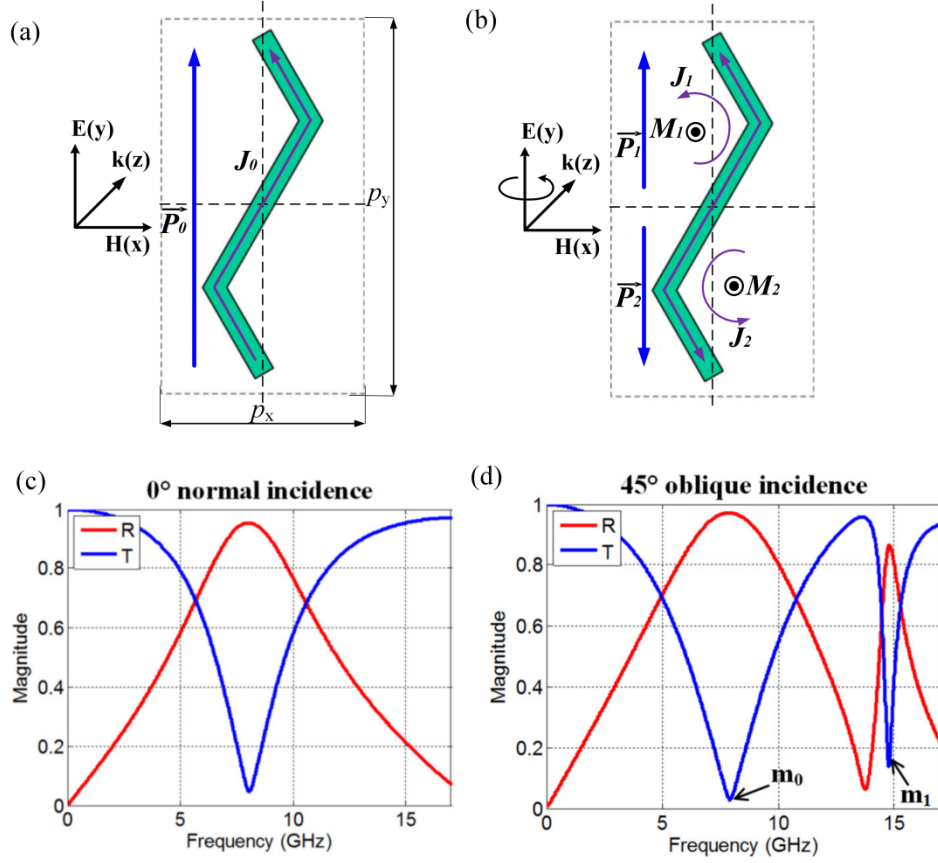 (a)
E(y)
k(z)
H(x)
P₀
J₀
py
px
(b)
E(y)
k(z)
H(x)
P₁
J₁
M₁
P₂
M₂
J₂
(c)
0° normal incidence
R
T
Magnitude
1
0.8
0.6
0.4
0.2
0
0 5 10 15
Frequency (GHz)
(d)
45° oblique incidence
R
T
Magnitude
1
0.8
0.6
0.4
0.2
0
m₀
m₁
0 5 10 15
Frequency (GHz)